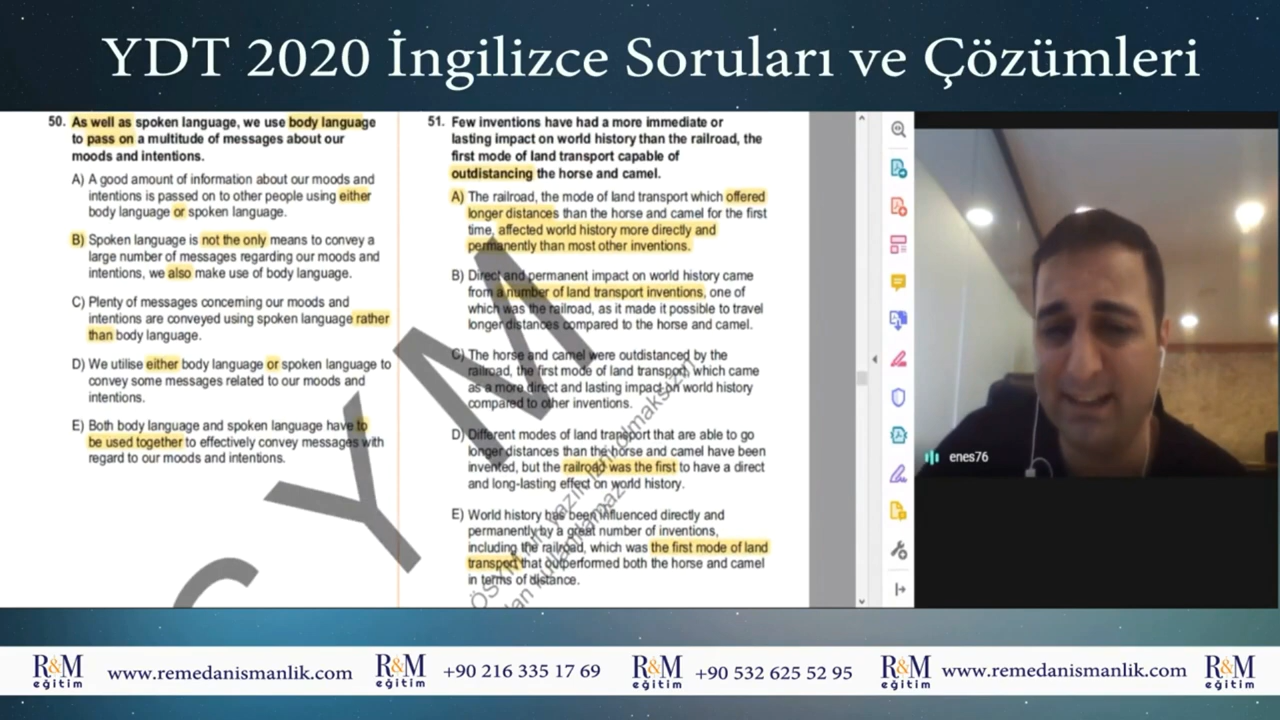 YDT 2020 İngilizce Soruları ve Çözümleri
50. As well as spoken language, we use body language
to pass on a multitude of messages about our
moods and intentions.
A) A good amount of information about our moods and
intentions is passed on to other people using either
body language or spoken language.
B) Spoken language is not the only means to convey a
large number of messages regarding our moods and
intentions, we also make use of body language.
C) Plenty of messages concerning our moods and
intentions are conveyed using spoken language rather
than body language.
D) We utilise either body language or spoken language to
convey some messages related to our moods and
intentions.
E) Both body language and spoken language have to
be used together to effectively convey messages with
regard to our moods and intentions.
51. Few inventions have had a more immediate or
lasting impact on world history than the railroad, the
first mode of land transport capable of
outdistancing the horse and camel.
A) The railroad, the mode of land transport which offered
longer distances than the horse and camel for the first
time, affected world history more directly and
permanently than most other inventions.
B) Direct and permanent impact on world history came
from a number of land transport inventions, one of
which was the railroad, as it made it possible to travel
longer distances compared to the horse and camel.
C) The horse and camel were outdistanced by the
railroad, the first mode of land transport, which came
as a more direct and lasting impact on world history
compared to other inventions.
D) Different modes of land transport that are able to go
longer distances than the horse and camel have been
invented, but the railroad was the first to have a direct
and long-lasting effect on world history.
E) World history has been influenced directly and
permanently by a great number of inventions,
including the railroad, which was the first mode of land
transport that outperformed both the horse and camel
in terms of distance.
SYM
enes76
R&M eğitim
www.remedanismanlik.com
R&M eğitim
+90 216 335 17 69
R&M eğitim
+90 532 625 52 95
R&M eğitim
www.remedanismanlik.com
R&M eğitim